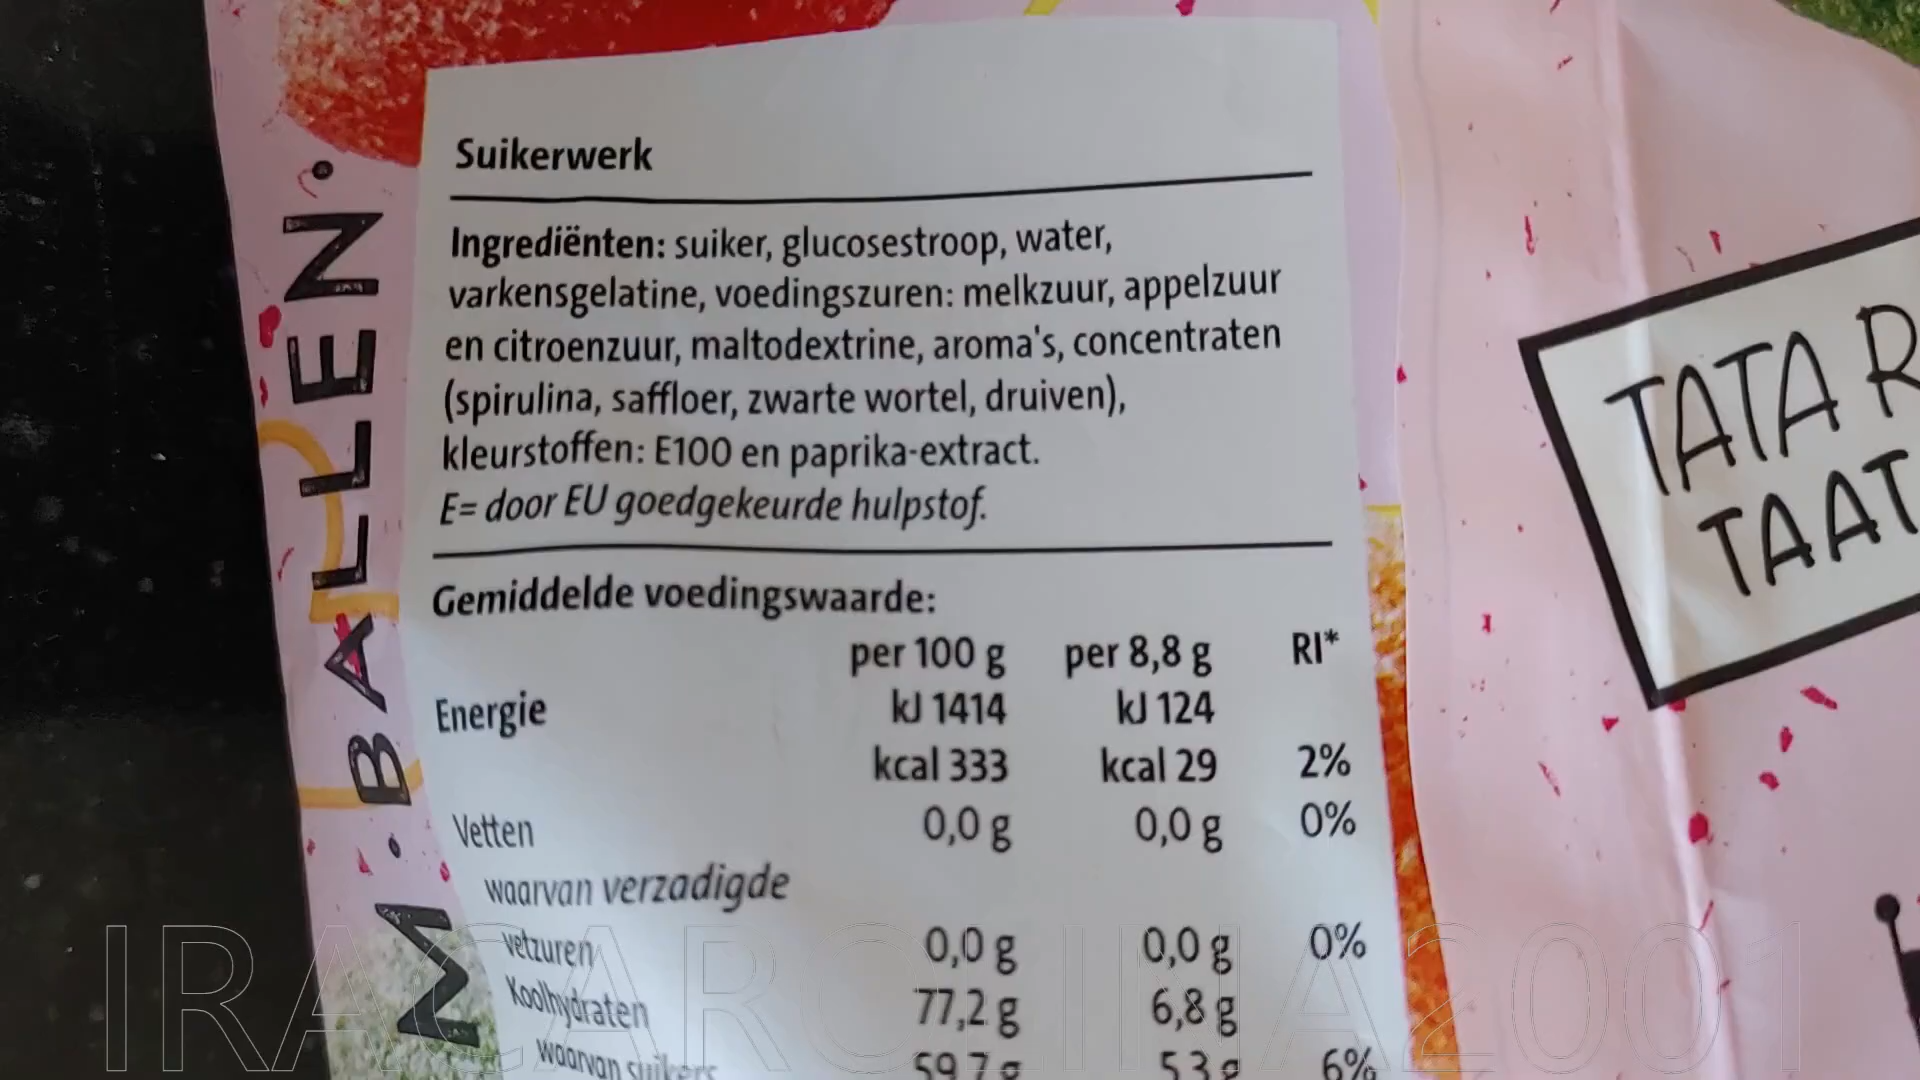 M. BALLEN.
Suikerwerk
Ingrediënten: suiker, glucosestroop, water,
varkensgelatine, voedingszuren: melkzuur, appelzuur
en citroenzuur, maltodextrine, aroma's, concentraten
(spirulina, saffloer, zwarte wortel, druiven),
kleurstoffen: E100 en paprika-extract.
E= door EU goedgekeurde hulpstof.
Gemiddelde voedingswaarde:
per 100 g per 8,8 g RI*
Energie kJ 1414 kJ 124
kcal 333 kcal 29 2%
Vetten 0,0 g 0,0 g 0%
waarvan verzadigde
vetzuren 0,0 g 0,0 g 0%
Koolhydraten 77,2 g 6,8 g
waarvan suikers 59,7 g 5,3 g 6%
TATA R
TAAT
IRACAROLINA2001